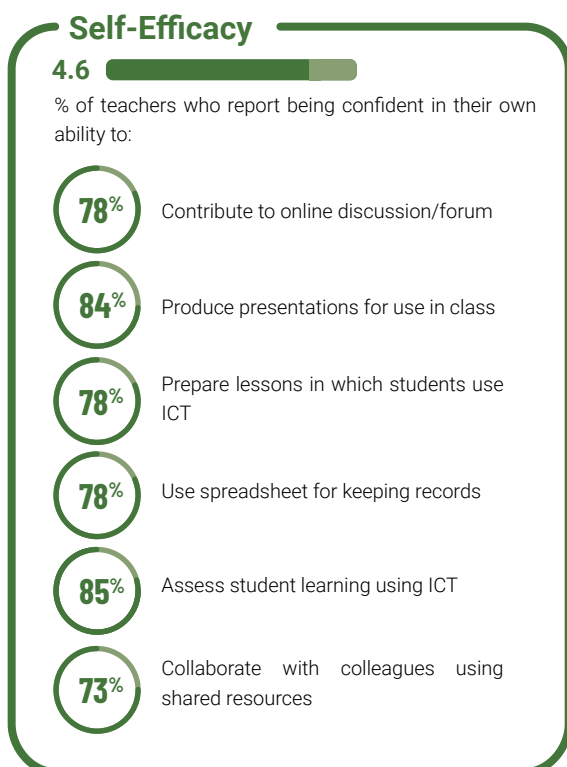 Self-Efficacy
4.6
% of teachers who report being confident in their own
ability to:
78%
Contribute to online discussion/forum
84%
Produce presentations for use in class
78%
Prepare lessons in which students use
ICT
78%
Use spreadsheet for keeping records
85%
Assess student learning using ICT
73%
Collaborate with colleagues using
shared resources